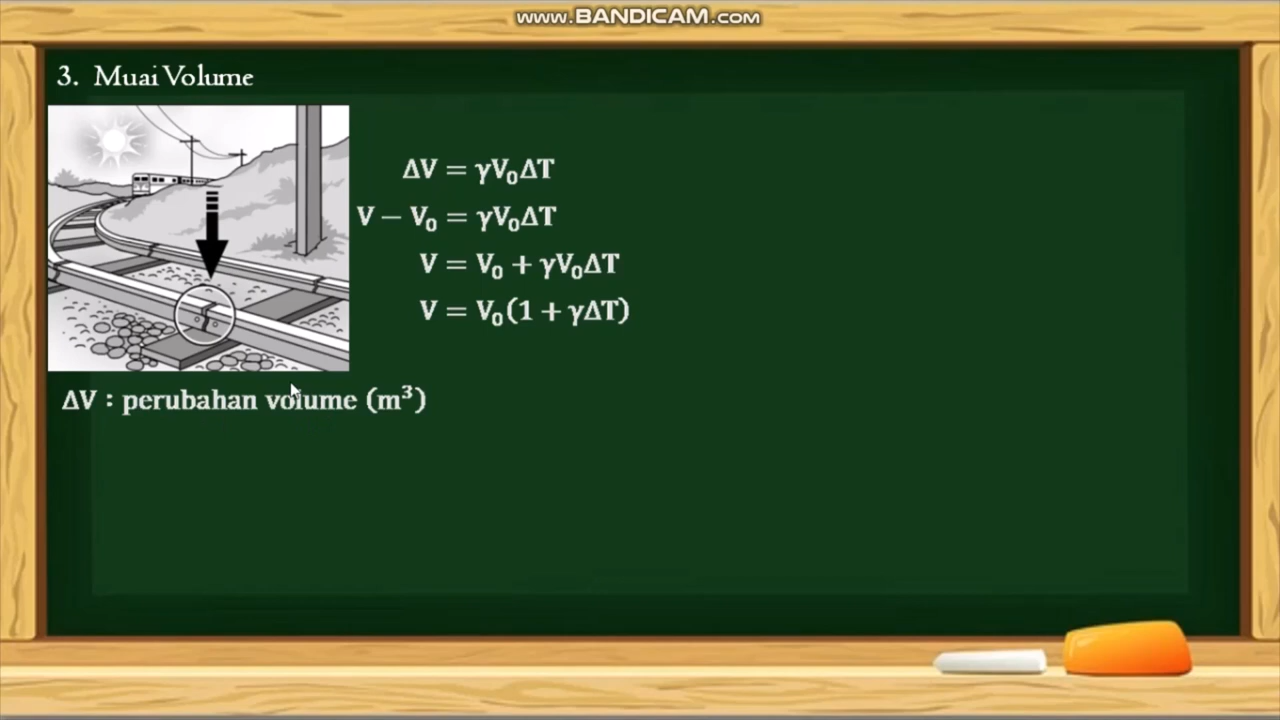 www.BANDICAM.com
3. Muai Volume
ΔV = γV₀ΔT
V − V₀ = γV₀ΔT
V = V₀ + γV₀ΔT
V = V₀(1 + γΔT)
ΔV : perubahan volume (m³)